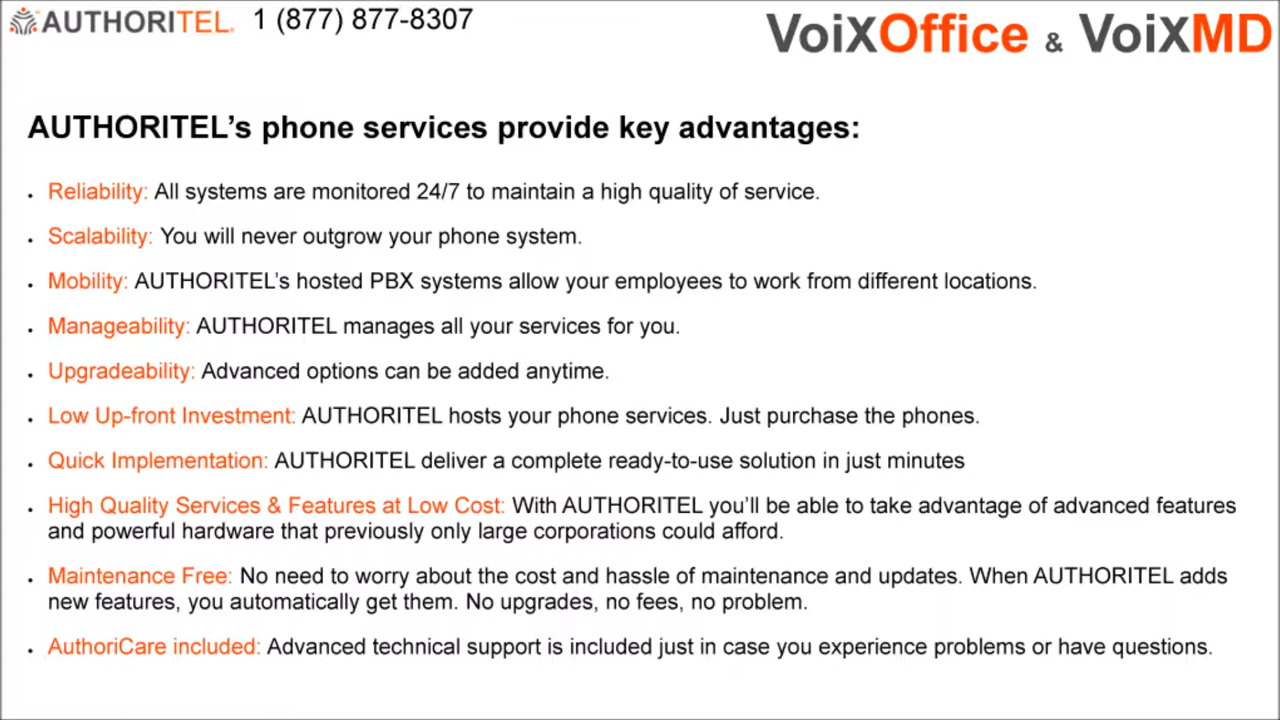 AUTHORITEL. 1 (877) 877-8307
VoiXOffice & VoiXMD
AUTHORITEL’s phone services provide key advantages:
• Reliability: All systems are monitored 24/7 to maintain a high quality of service.
• Scalability: You will never outgrow your phone system.
• Mobility: AUTHORITEL’s hosted PBX systems allow your employees to work from different locations.
• Manageability: AUTHORITEL manages all your services for you.
• Upgradeability: Advanced options can be added anytime.
• Low Up-front Investment: AUTHORITEL hosts your phone services. Just purchase the phones.
• Quick Implementation: AUTHORITEL deliver a complete ready-to-use solution in just minutes
• High Quality Services & Features at Low Cost: With AUTHORITEL you’ll be able to take advantage of advanced features
and powerful hardware that previously only large corporations could afford.
• Maintenance Free: No need to worry about the cost and hassle of maintenance and updates. When AUTHORITEL adds
new features, you automatically get them. No upgrades, no fees, no problem.
• AuthoriCare included: Advanced technical support is included just in case you experience problems or have questions.